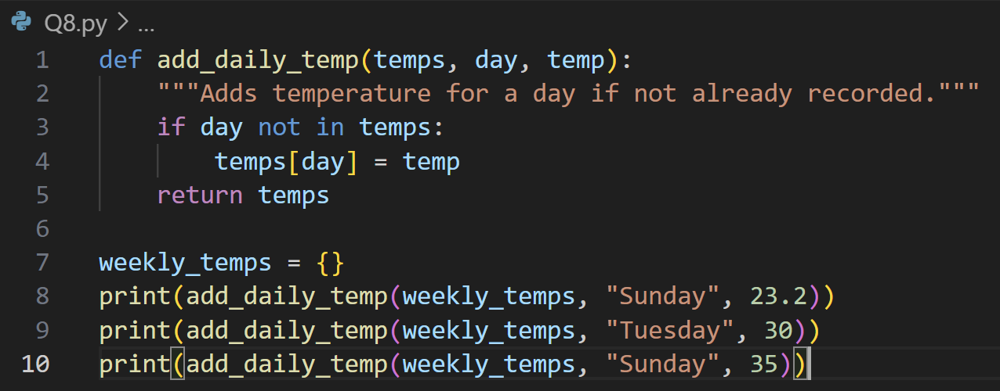 Q8.py > ...
1 def add_daily_temp(temps, day, temp):
2     """Adds temperature for a day if not already recorded."""
3     if day not in temps:
4         temps[day] = temp
5     return temps
6
7 weekly_temps = {}
8 print(add_daily_temp(weekly_temps, "Sunday", 23.2))
9 print(add_daily_temp(weekly_temps, "Tuesday", 30))
10 print(add_daily_temp(weekly_temps, "Sunday", 35))